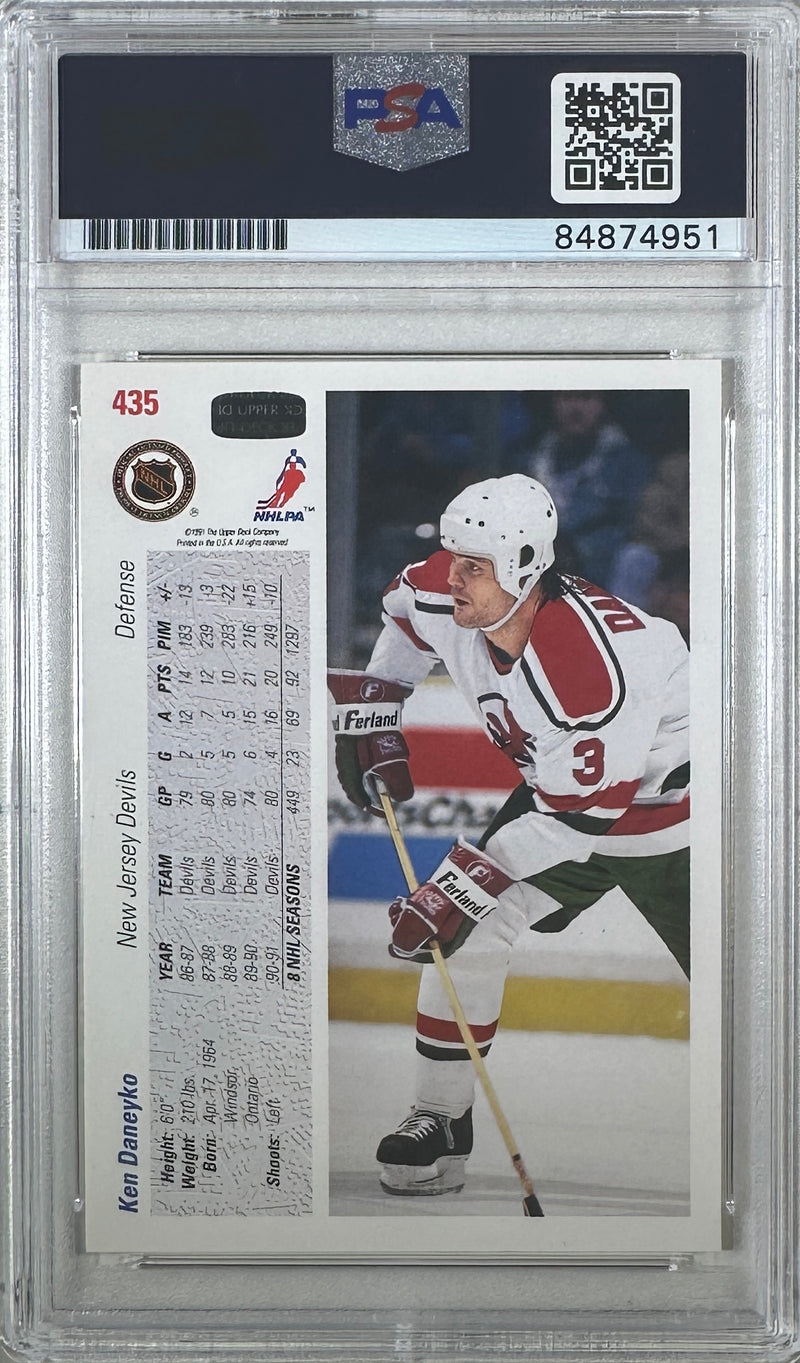 PSA
84874951
435
UPPER
NHL
NHLPA™
©1991 The Upper Deck Company
Printed in the U.S.A. All rights reserved
Ken Daneyko New Jersey Devils Defense
Height: 6'0"
Weight: 210 lbs.
Born: Apr. 17, 1964
Windsor,
Ontario
Shoots: Left
YEAR TEAM GP G A PTS PIM +/-
86-87 Devils 79 2 12 14 183 -13
87-88 Devils 80 5 7 12 239 -3
88-89 Devils 80 5 5 10 283 -22
89-90 Devils 74 6 15 21 216 +15
90-91 Devils 80 4 16 20 249 -10
8 NHL SEASONS 449 23 69 92 1297
Ferland
3
F
Ferland
F